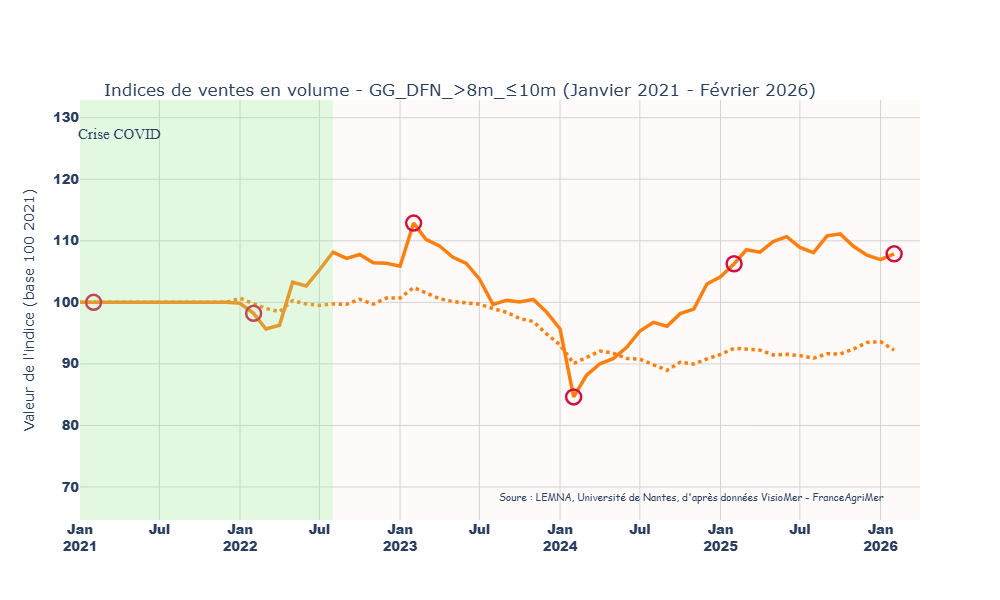 Indices de ventes en volume - GG_DFN_>8m_≤10m (Janvier 2021 - Février 2026)
Valeur de l'indice (base 100 2021)
130
120
110
100
90
80
70
Crise COVID
Soure : LEMNA, Université de Nantes, d'après données VisioMer - FranceAgriMer
Jan Jul Jan Jul Jan Jul Jan Jul Jan Jul Jan
2021 2022 2023 2024 2025 2026